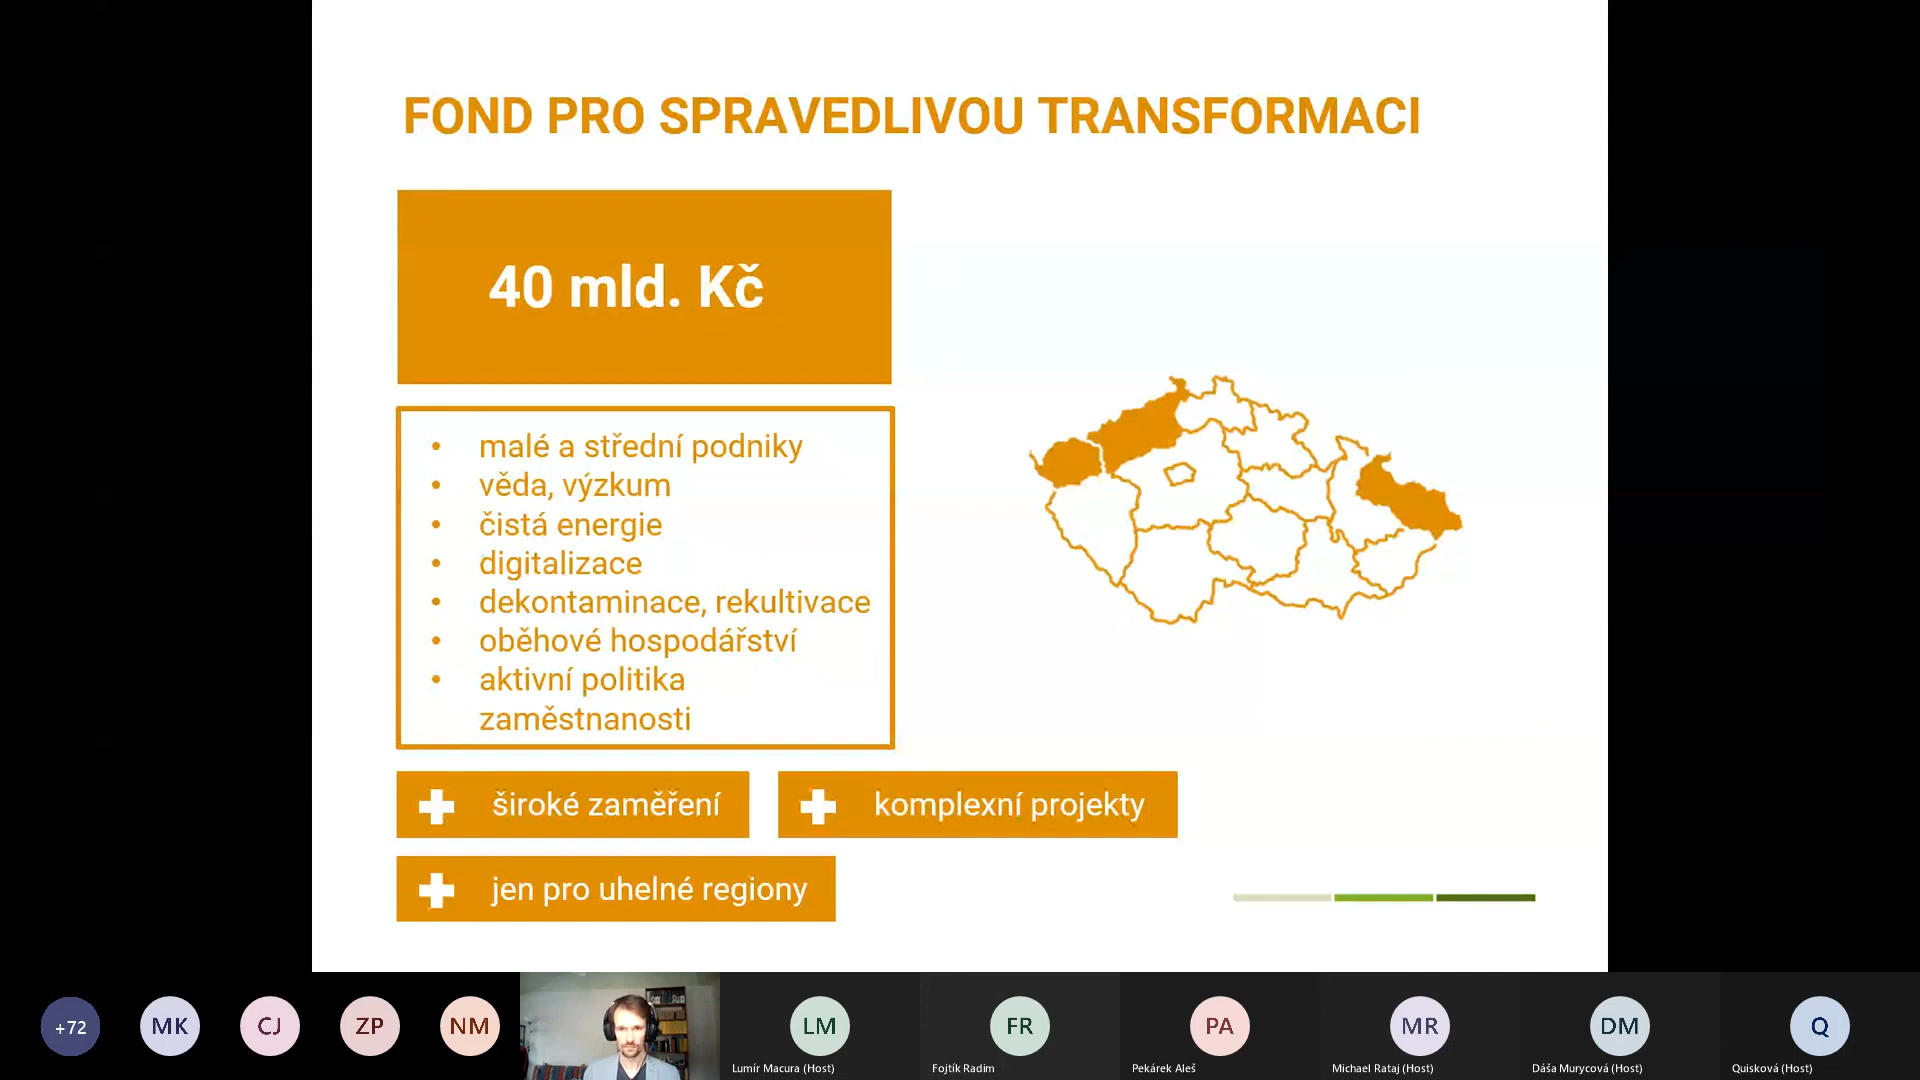 FOND PRO SPRAVEDLIVOU TRANSFORMACI
40 mld. Kč
• malé a střední podniky
• věda, výzkum
• čistá energie
• digitalizace
• dekontaminace, rekultivace
• oběhové hospodářství
• aktivní politika
zaměstnanosti
široké zaměření
komplexní projekty
jen pro uhelné regiony
+72
MK
CJ
ZP
NM
LM
FR
PA
MR
DM
Q
Lumír Macura (Host)
Fojtík Radim
Pekárek Aleš
Michael Rataj (Host)
Dáša Murycová (Host)
Quisková (Host)